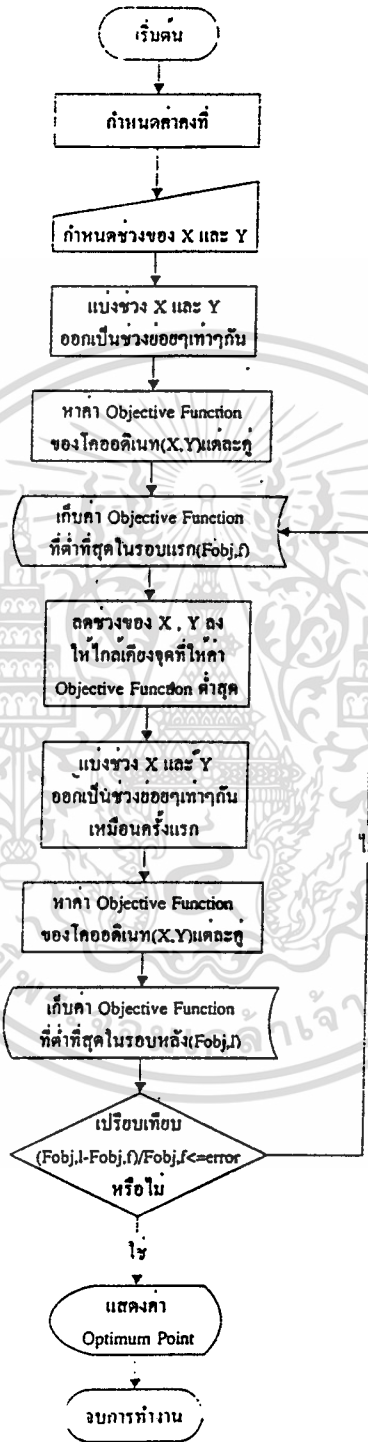 เริ่มต้น
กำหนดค่าคงที่
กำหนดช่วงของ X และ Y
แบ่งช่วง X และ Y
ออกเป็นช่วงย่อยๆเท่าๆกัน
หาค่า Objective Function
ของโคออดิเนท(X,Y)แต่ละคู่
เก็บค่า Objective Function
ที่ต่ำที่สุดในรอบแรก(Fobj,f)
ลดช่วงของ X , Y ลง
ให้ใกล้เคียงจุดที่ให้ค่า
Objective Function ต่ำสุด
แบ่งช่วง X และ Y
ออกเป็นช่วงย่อยๆเท่าๆกัน
เหมือนครั้งแรก
หาค่า Objective Function
ของโคออดิเนท(X,Y)แต่ละคู่
เก็บค่า Objective Function
ที่ต่ำที่สุดในรอบหลัง(Fobj,l)
เปรียบเทียบ
(Fobj,l-Fobj,f)/Fobj,f<=error
หรือไม่
ใช่
แสดงค่า
Optimum Point
จบการทำงาน